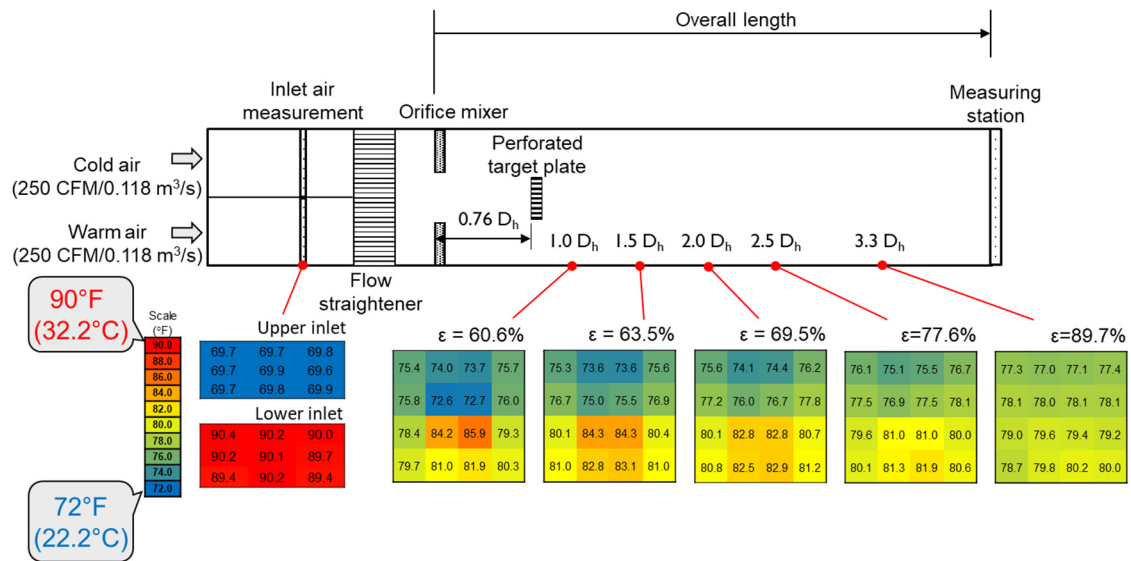 Overall length
Inlet air
measurement
Orifice mixer
Measuring
station
Perforated
target plate
Cold air
(250 CFM/0.118 m³/s)
Warm air
(250 CFM/0.118 m³/s)
0.76 Dₕ
1.0 Dₕ 1.5 Dₕ 2.0 Dₕ 2.5 Dₕ 3.3 Dₕ
Flow
straightener
90°F
(32.2°C)
72°F
(22.2°C)
Scale
(°F)
90.0
88.0
86.0
84.0
82.0
80.0
78.0
76.0
74.0
72.0
Upper inlet
69.7 69.7 69.8
69.7 69.9 69.6
69.7 69.8 69.9
Lower inlet
90.4 90.2 90.0
90.2 90.1 89.7
89.4 90.2 89.4
ε = 60.6%
75.4 74.0 73.7 75.7
75.8 72.6 72.7 76.0
78.4 84.2 85.9 79.3
79.7 81.0 81.9 80.3
ε = 63.5%
75.3 73.6 73.6 75.6
76.7 75.0 75.5 76.9
80.1 84.3 84.3 80.4
81.0 82.8 83.1 81.0
ε = 69.5%
75.6 74.1 74.4 76.2
77.2 76.0 76.7 77.8
80.1 82.8 82.8 80.7
80.8 82.5 82.9 81.2
ε=77.6%
76.1 75.1 75.5 76.7
77.5 76.9 77.5 78.1
79.6 81.0 81.0 80.0
80.1 81.3 81.9 80.6
ε=89.7%
77.3 77.0 77.1 77.4
78.1 78.0 78.1 78.1
79.0 79.6 79.4 79.2
78.7 79.8 80.2 80.0